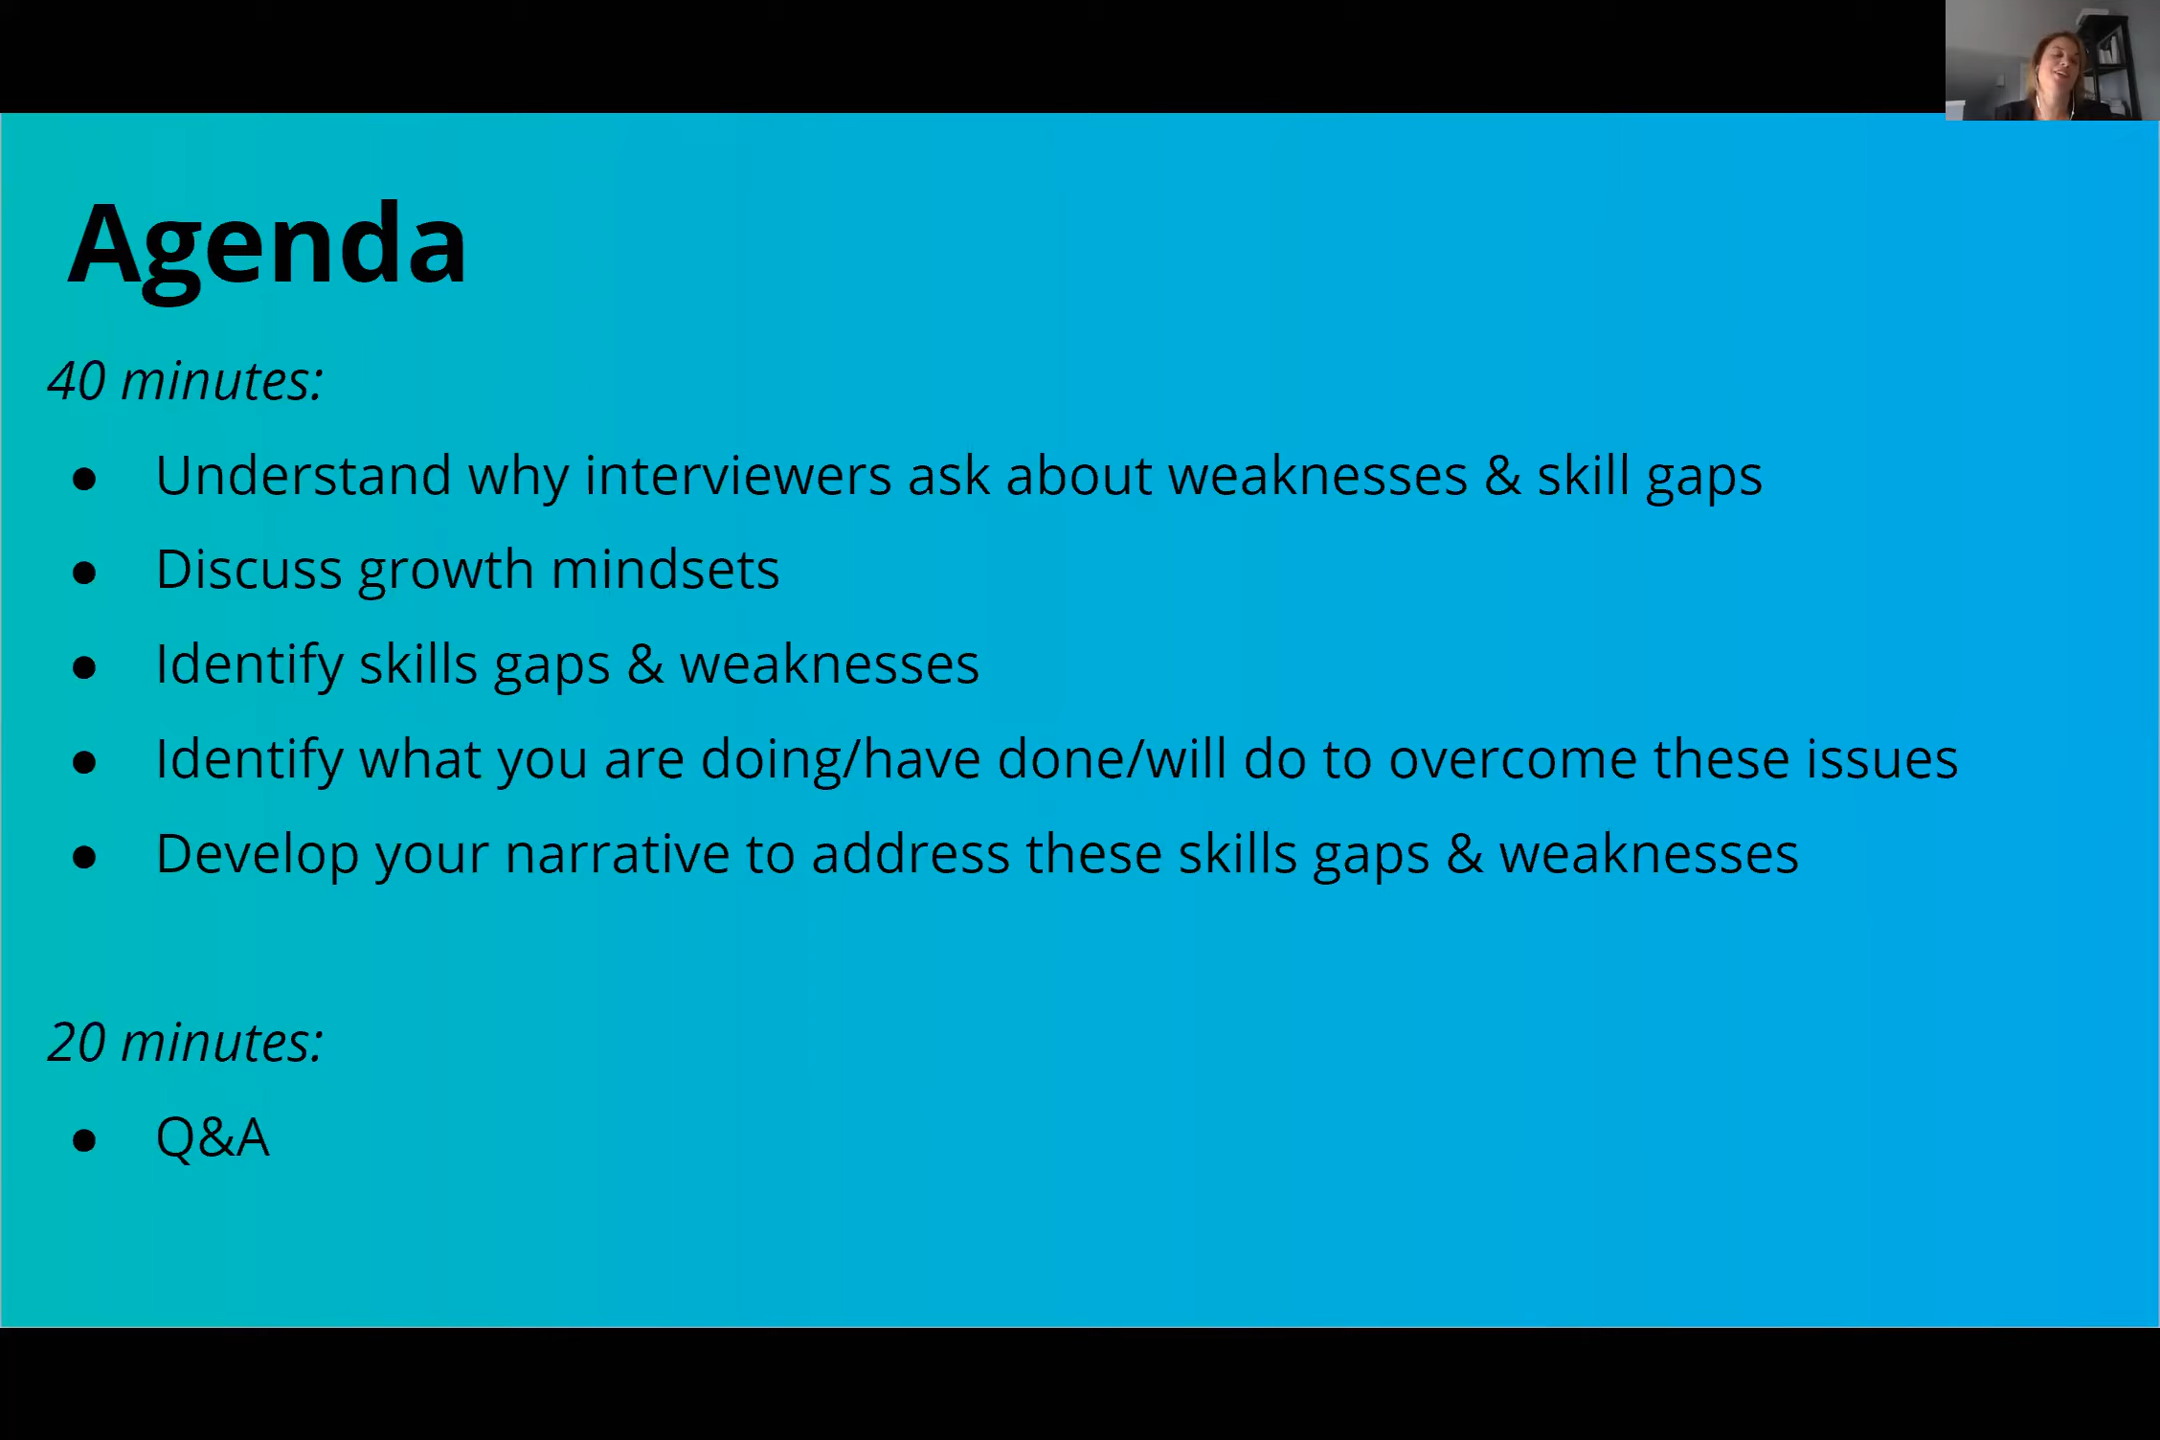 Agenda
40 minutes:
● Understand why interviewers ask about weaknesses & skill gaps
● Discuss growth mindsets
● Identify skills gaps & weaknesses
● Identify what you are doing/have done/will do to overcome these issues
● Develop your narrative to address these skills gaps & weaknesses
20 minutes:
● Q&A